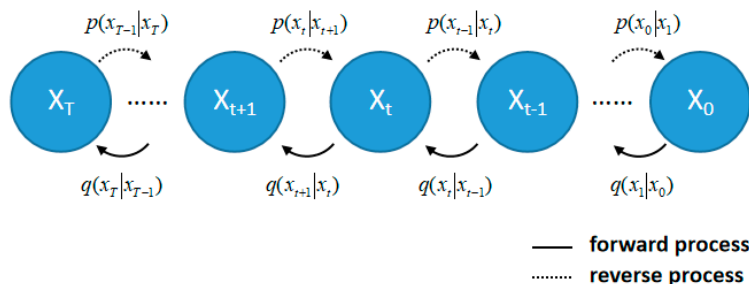 p(x_{T-1}|x_T) p(x_t|x_{t+1}) p(x_{t-1}|x_t) p(x_0|x_1)
X_T ...... X_{t+1} X_t X_{t-1} ...... X_0
q(x_T|x_{T-1}) q(x_{t+1}|x_t) q(x_t|x_{t-1}) q(x_1|x_0)
forward process
reverse process